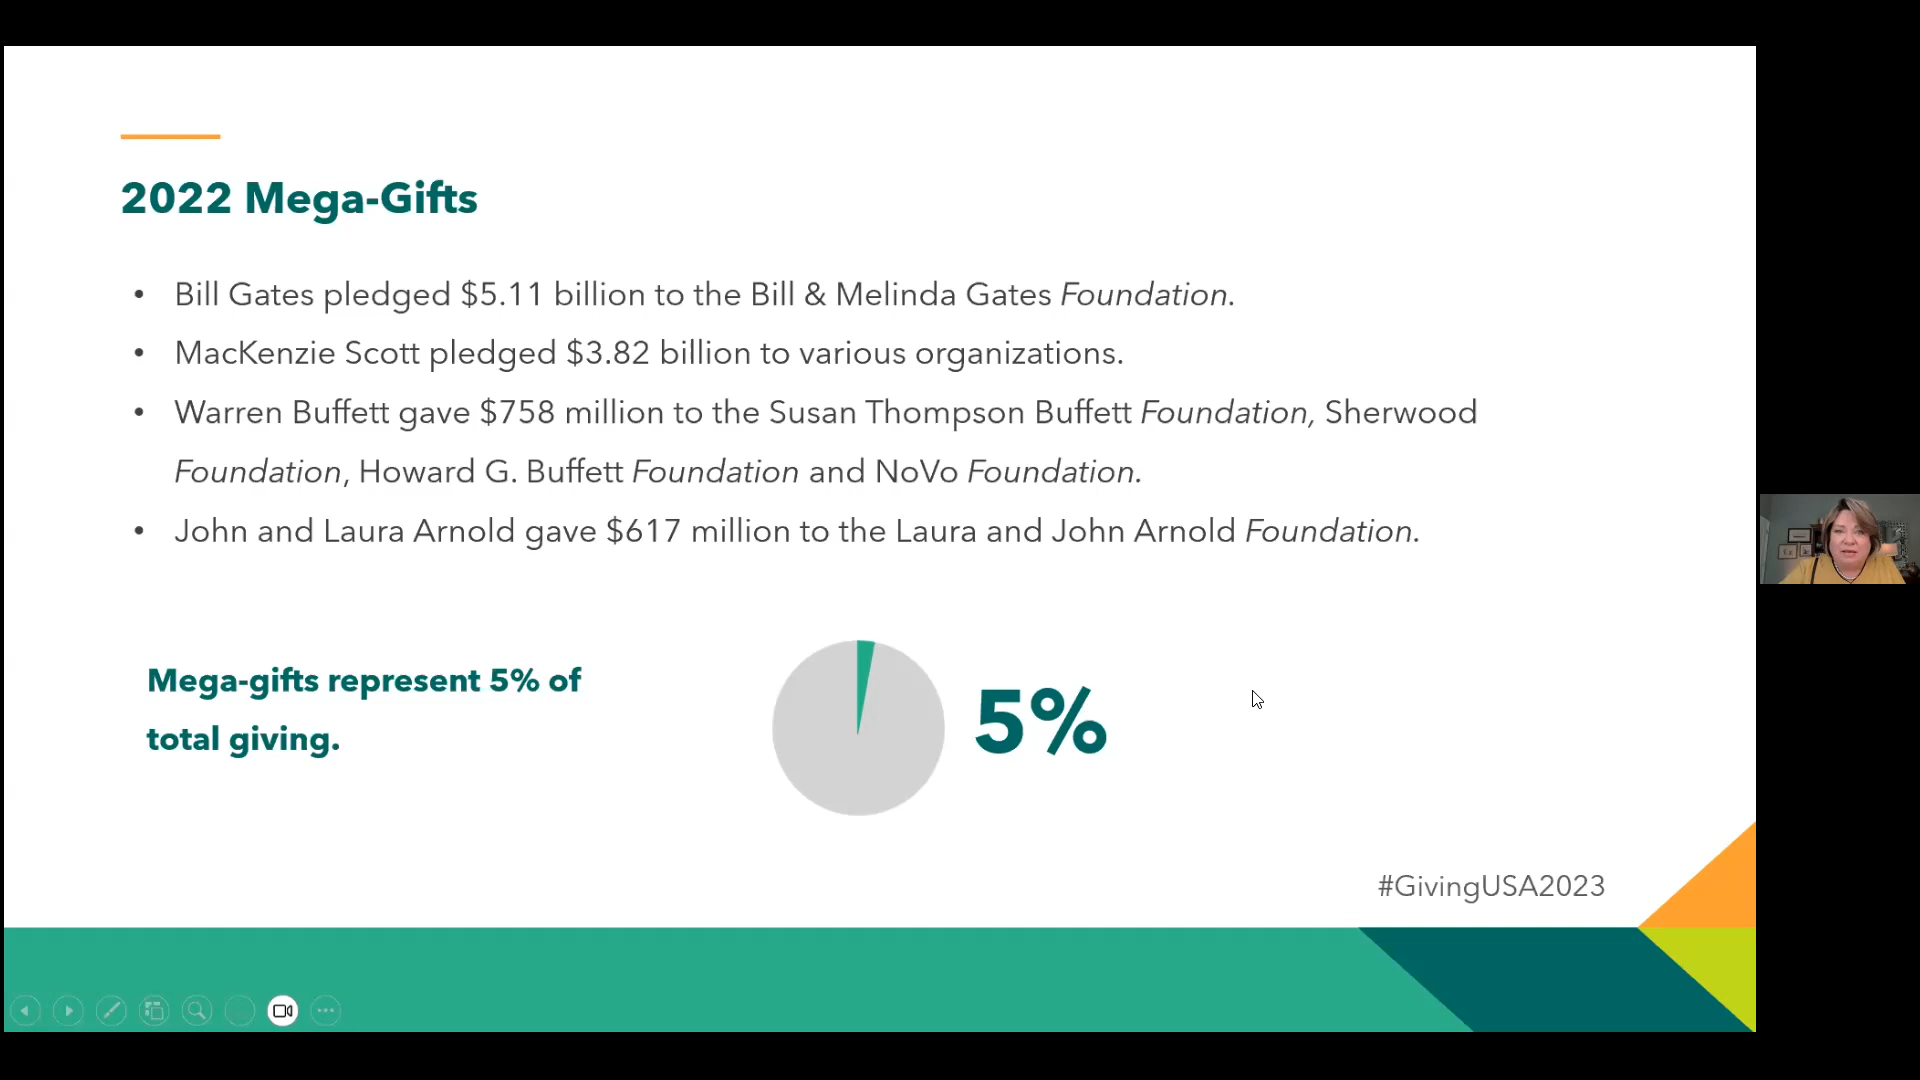 2022 Mega-Gifts
• Bill Gates pledged $5.11 billion to the Bill & Melinda Gates Foundation.
• MacKenzie Scott pledged $3.82 billion to various organizations.
• Warren Buffett gave $758 million to the Susan Thompson Buffett Foundation, Sherwood
Foundation, Howard G. Buffett Foundation and NoVo Foundation.
• John and Laura Arnold gave $617 million to the Laura and John Arnold Foundation.
Mega-gifts represent 5% of
total giving.
5%
#GivingUSA2023